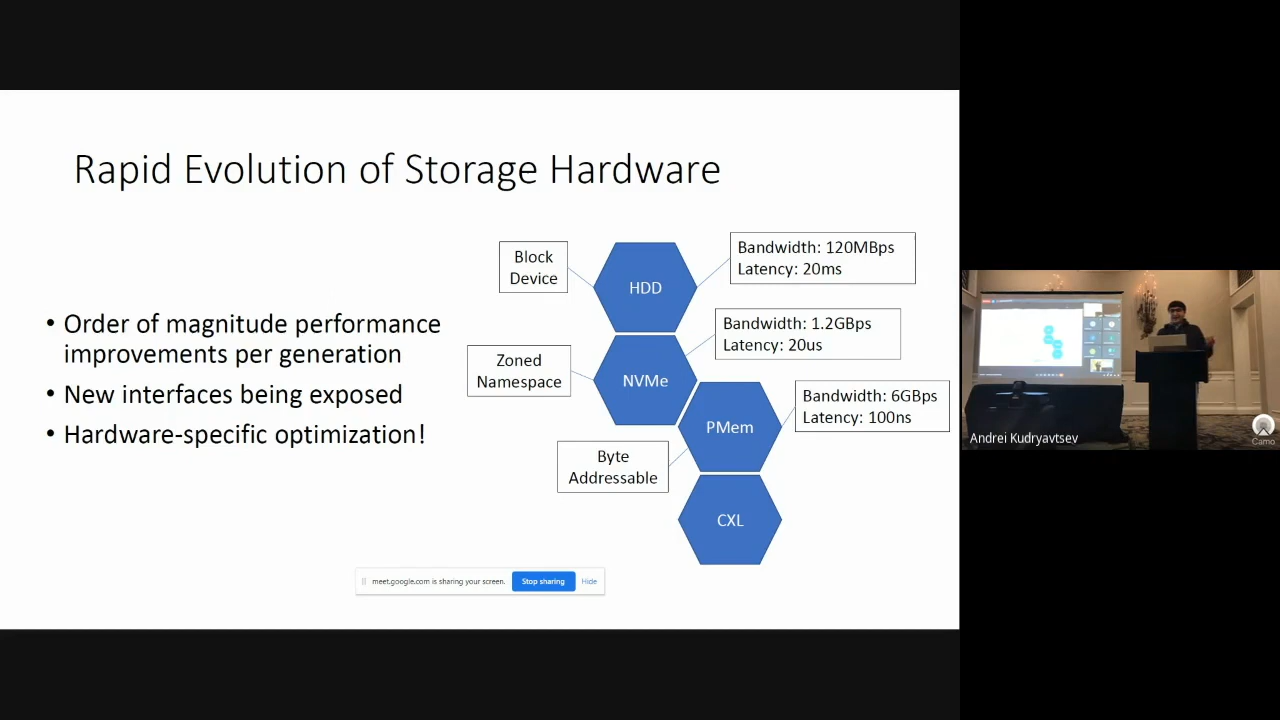 Rapid Evolution of Storage Hardware
• Order of magnitude performance
improvements per generation
• New interfaces being exposed
• Hardware-specific optimization!
Block
Device
HDD
Bandwidth: 120MBps
Latency: 20ms
Zoned
Namespace
NVMe
Bandwidth: 1.2GBps
Latency: 20us
Byte
Addressable
PMem
Bandwidth: 6GBps
Latency: 100ns
CXL
meet.google.com is sharing your screen.
Stop sharing
Hide
Andrei Kudryavtsev
Camo